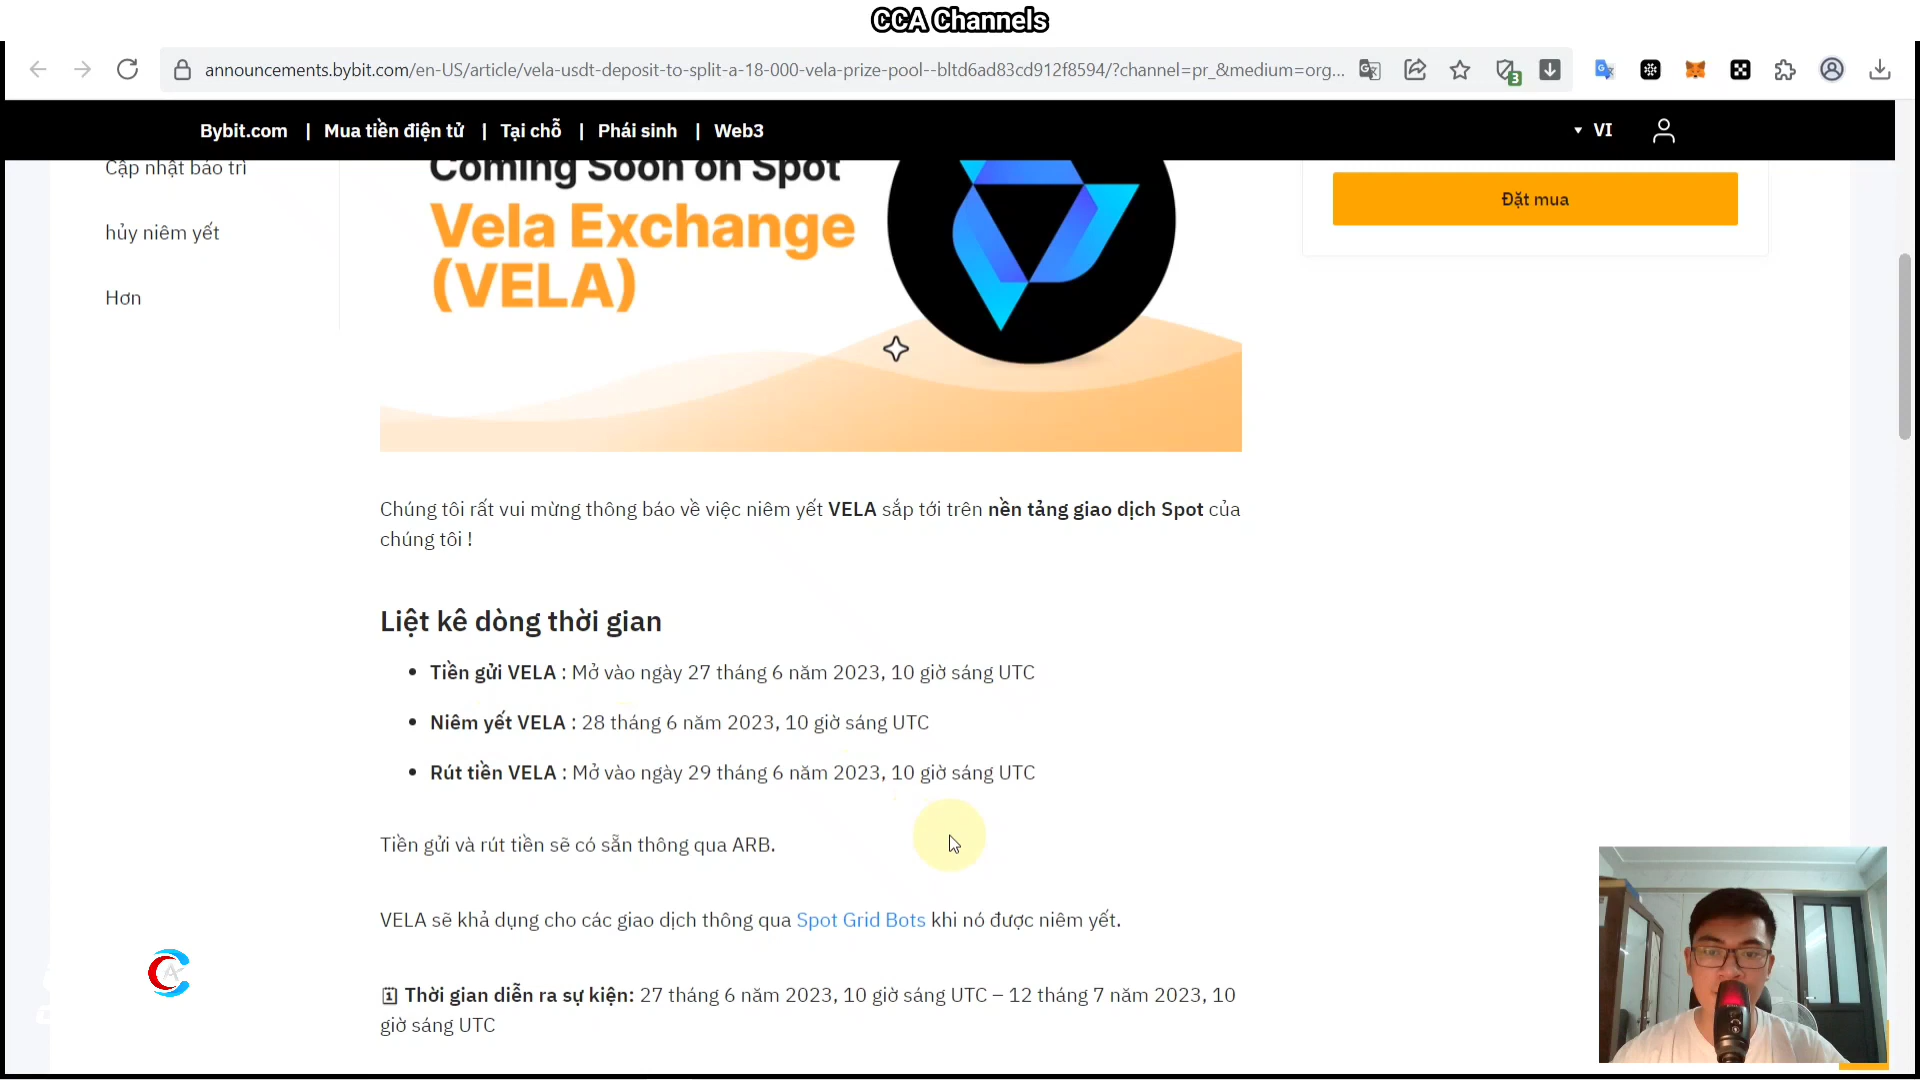 CCA Channels
announcements.bybit.com/en-US/article/vela-usdt-deposit-to-split-a-18-000-vela-prize-pool--bltd6ad83cd912f8594/?channel=pr_&medium=org...
3
Bybit.com | Mua tiền điện tử | Tại chỗ | Phái sinh | Web3
VI
Cập nhật bảo trì
hủy niêm yết
Hơn
Coming Soon on Spot
Vela Exchange
(VELA)
Đặt mua
Chúng tôi rất vui mừng thông báo về việc niêm yết VELA sắp tới trên nền tảng giao dịch Spot của
chúng tôi !
Liệt kê dòng thời gian
Tiền gửi VELA : Mở vào ngày 27 tháng 6 năm 2023, 10 giờ sáng UTC
Niêm yết VELA : 28 tháng 6 năm 2023, 10 giờ sáng UTC
Rút tiền VELA : Mở vào ngày 29 tháng 6 năm 2023, 10 giờ sáng UTC
Tiền gửi và rút tiền sẽ có sẵn thông qua ARB.
VELA sẽ khả dụng cho các giao dịch thông qua Spot Grid Bots khi nó được niêm yết.
🗓 Thời gian diễn ra sự kiện: 27 tháng 6 năm 2023, 10 giờ sáng UTC – 12 tháng 7 năm 2023, 10
giờ sáng UTC